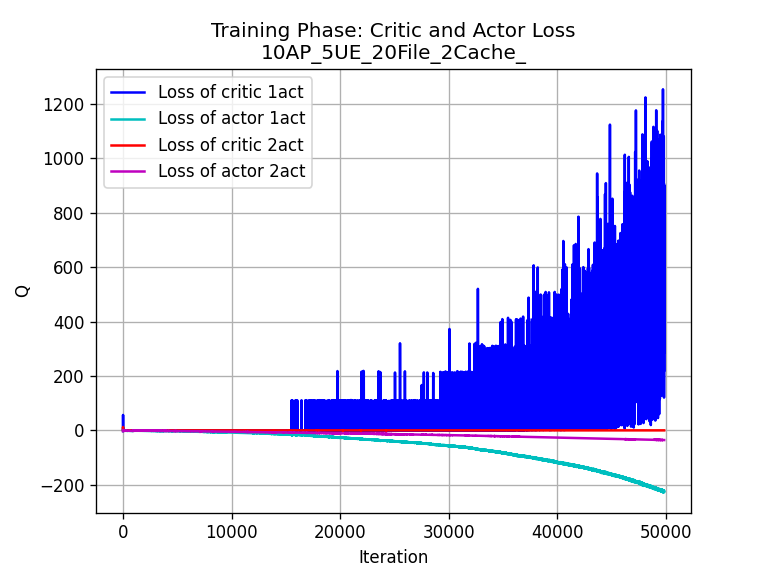 Training Phase: Critic and Actor Loss
10AP_5UE_20File_2Cache_
Loss of critic 1act
Loss of actor 1act
Loss of critic 2act
Loss of actor 2act
Q
1200
1000
800
600
400
200
0
−200
0 10000 20000 30000 40000 50000
Iteration